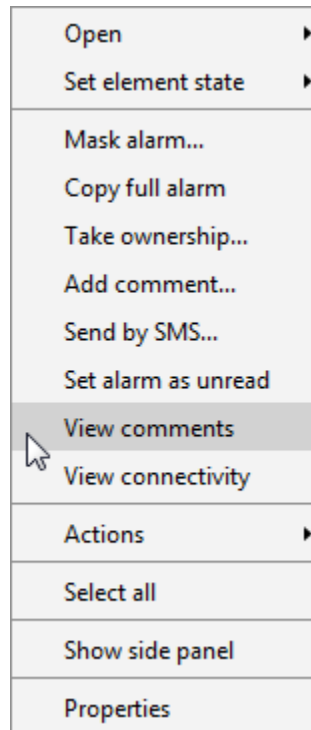 Open
Set element state
Mask alarm...
Copy full alarm
Take ownership...
Add comment...
Send by SMS...
Set alarm as unread
View comments
View connectivity
Actions
Select all
Show side panel
Properties